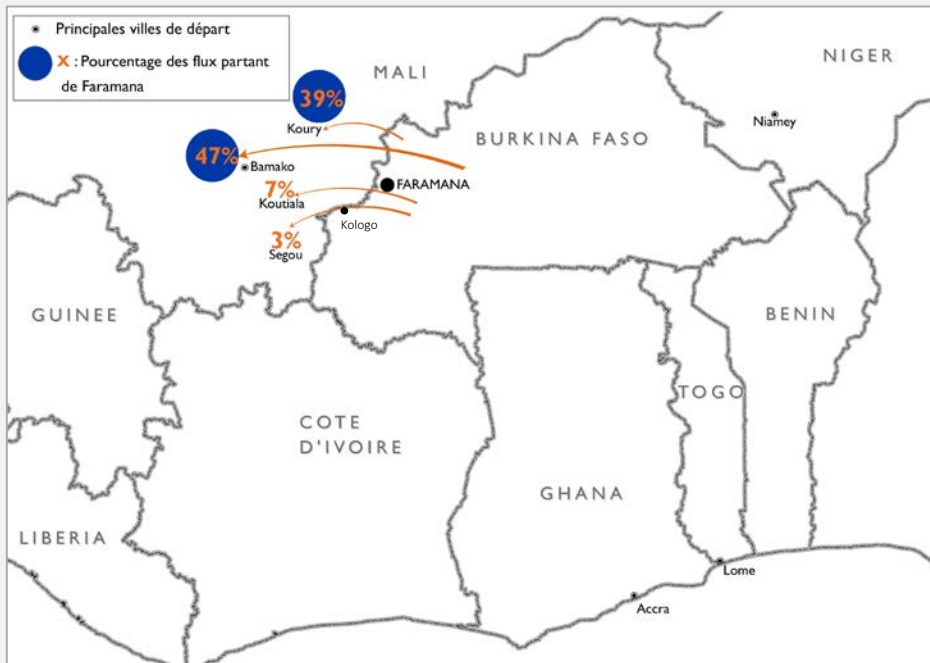 Principales villes de départ
X : Pourcentage des flux partant
de Faramana
MALI
NIGER
39%
Koury
Niamey
BURKINA FASO
47%
Bamako
FARAMANA
7%
Koutiala
Kologo
3%
Segou
GUINEE
BENIN
TOGO
COTE
D'IVOIRE
GHANA
LIBERIA
Lome
Accra